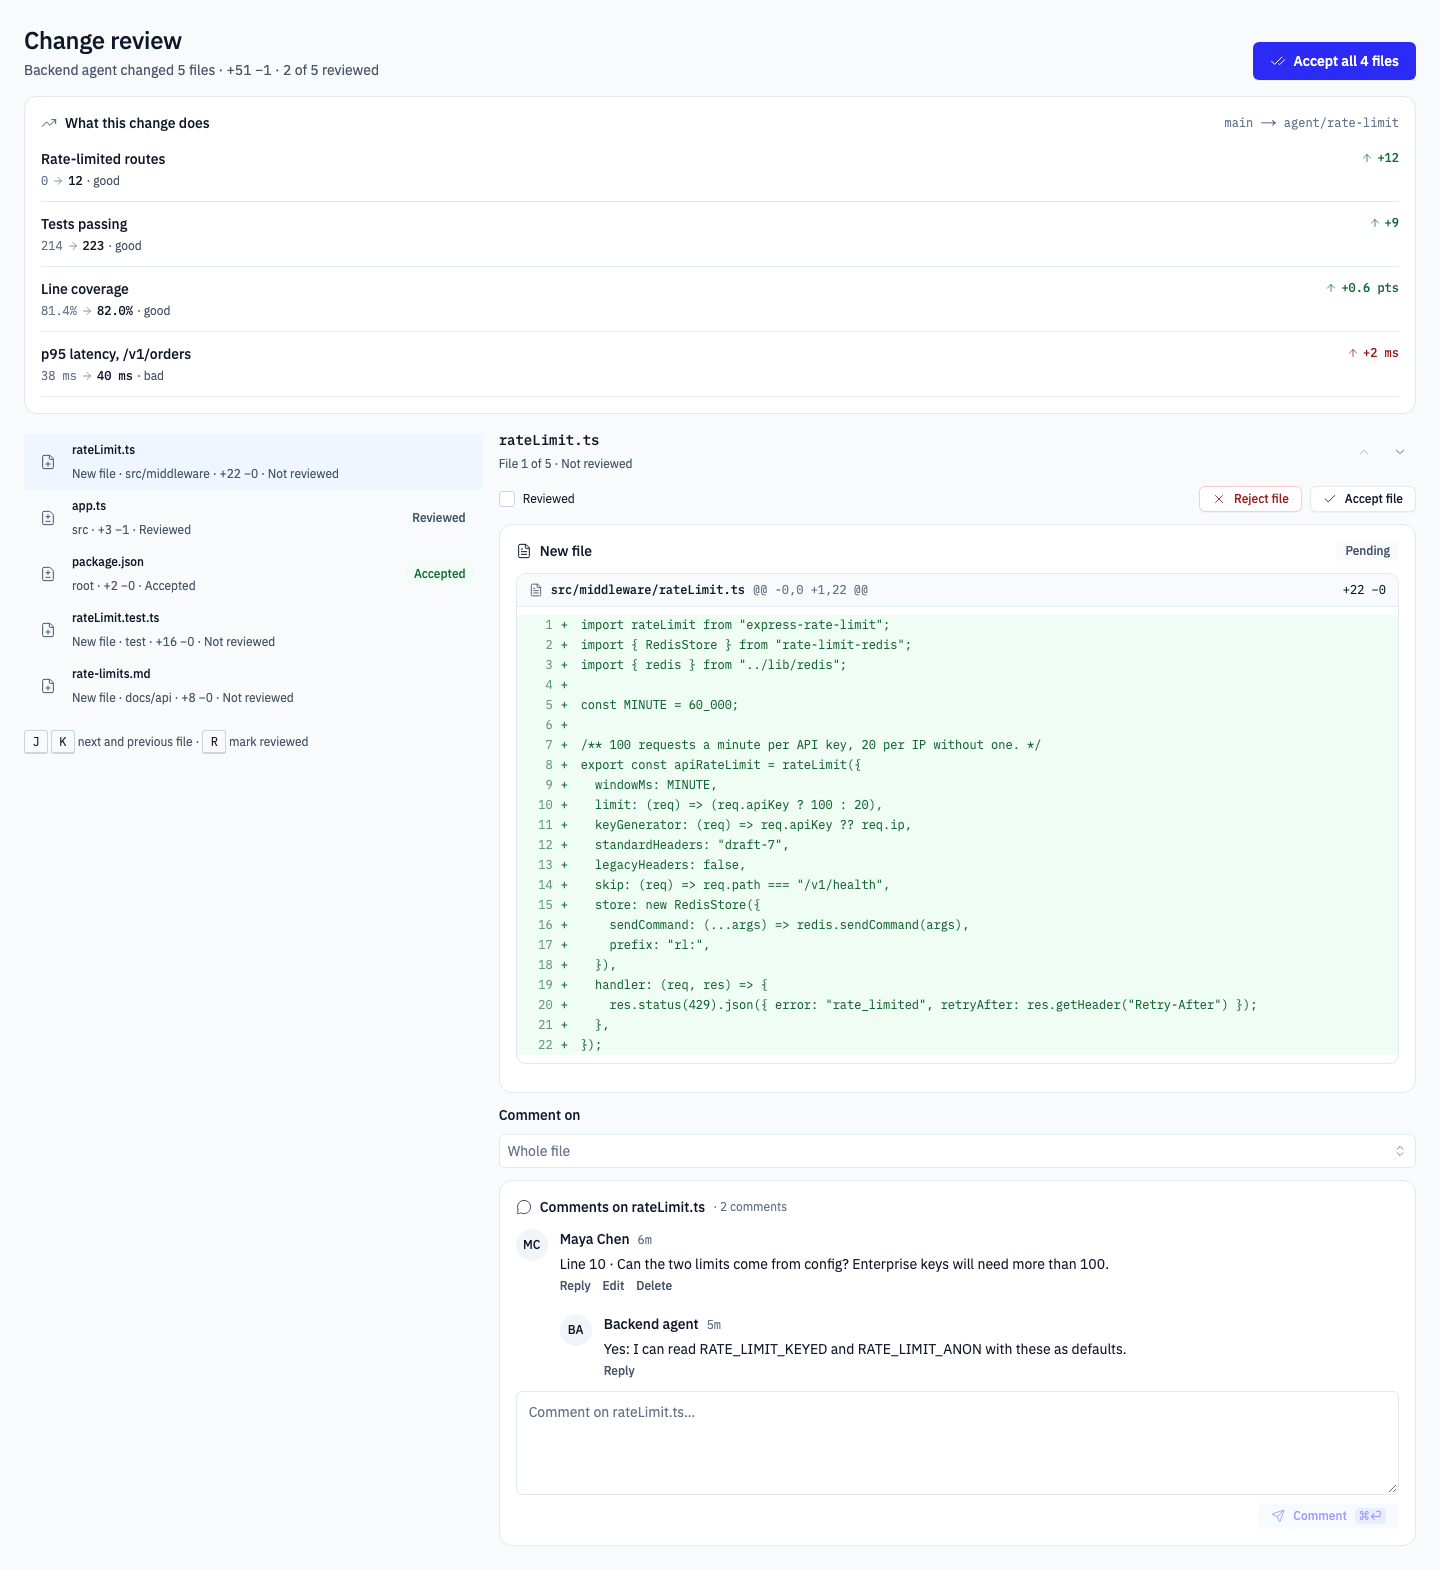 Change review
Backend agent changed 5 files · +51 −1 · 2 of 5 reviewed
Accept all 4 files
What this change does
main ⟶ agent/rate-limit
Rate-limited routes
↑ +12
0 → 12 · good
Tests passing
↑ +9
214 → 223 · good
Line coverage
↑ +0.6 pts
81.4% → 82.0% · good
p95 latency, /v1/orders
↑ +2 ms
38 ms → 40 ms · bad
rateLimit.ts
New file · src/middleware · +22 −0 · Not reviewed
app.ts
src · +3 −1 · Reviewed
Reviewed
package.json
root · +2 −0 · Accepted
Accepted
rateLimit.test.ts
New file · test · +16 −0 · Not reviewed
rate-limits.md
New file · docs/api · +8 −0 · Not reviewed
J K next and previous file · R mark reviewed
rateLimit.ts
File 1 of 5 · Not reviewed
Reviewed
Reject file
Accept file
New file
Pending
src/middleware/rateLimit.ts @@ -0,0 +1,22 @@
+22 −0
1 + import rateLimit from "express-rate-limit";
2 + import { RedisStore } from "rate-limit-redis";
3 + import { redis } from "../lib/redis";
4 +
5 + const MINUTE = 60_000;
6 +
7 + /** 100 requests a minute per API key, 20 per IP without one. */
8 + export const apiRateLimit = rateLimit({
9 + windowMs: MINUTE,
10 + limit: (req) => (req.apiKey ? 100 : 20),
11 + keyGenerator: (req) => req.apiKey ?? req.ip,
12 + standardHeaders: "draft-7",
13 + legacyHeaders: false,
14 + skip: (req) => req.path === "/v1/health",
15 + store: new RedisStore({
16 + sendCommand: (...args) => redis.sendCommand(args),
17 + prefix: "rl:",
18 + }),
19 + handler: (req, res) => {
20 + res.status(429).json({ error: "rate_limited", retryAfter: res.getHeader("Retry-After") });
21 + },
22 + });
Comment on
Whole file
Comments on rateLimit.ts · 2 comments
MC
Maya Chen 6m
Line 10 · Can the two limits come from config? Enterprise keys will need more than 100.
Reply Edit Delete
BA
Backend agent 5m
Yes: I can read RATE_LIMIT_KEYED and RATE_LIMIT_ANON with these as defaults.
Reply
Comment on rateLimit.ts…
Comment ⌘⏎